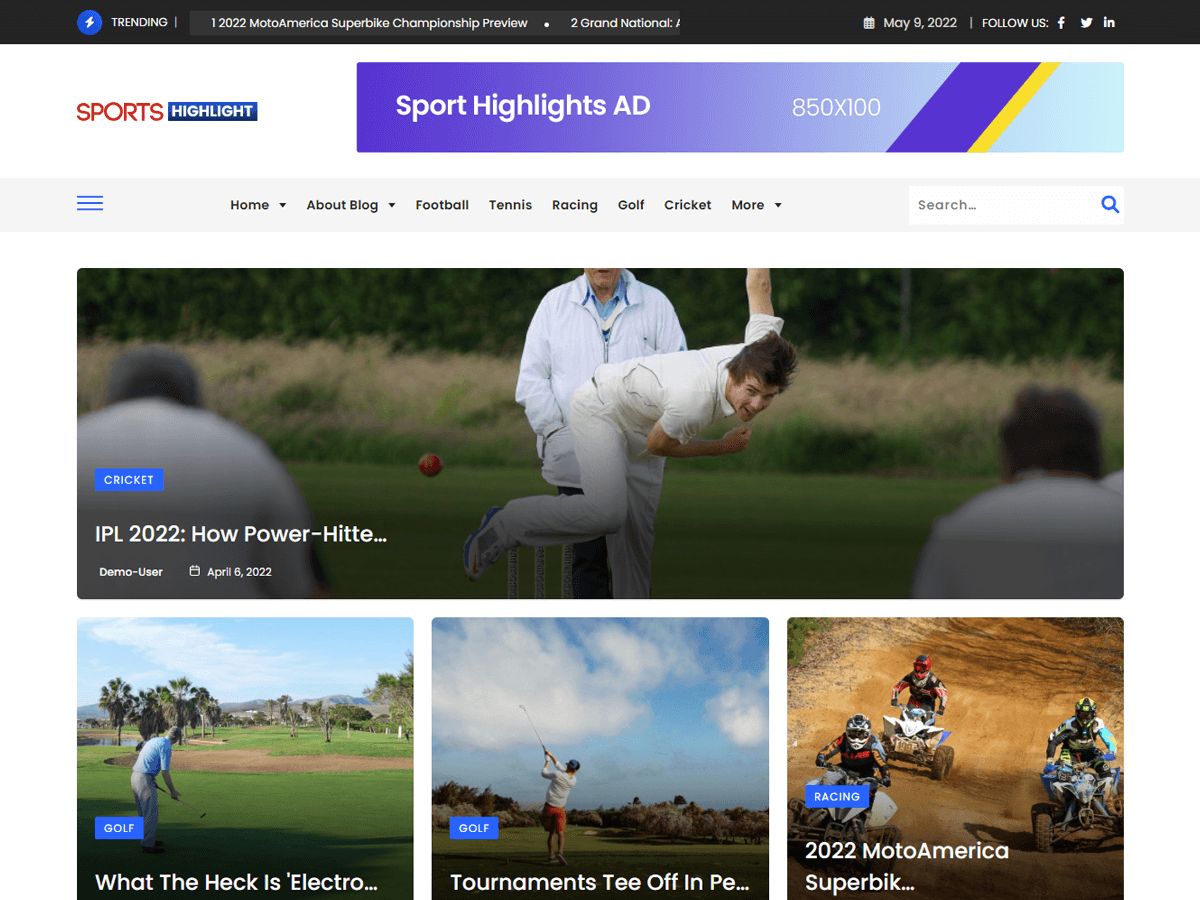 TRENDING |
1 2022 MotoAmerica Superbike Championship Preview • 2 Grand National:
May 9, 2022 | FOLLOW US:
SPORTS HIGHLIGHT
Sport Highlights AD
850X100
Home About Blog Football Tennis Racing Golf Cricket More
Search...
CRICKET
IPL 2022: How Power-Hitte...
Demo-User April 6, 2022
GOLF
What The Heck Is 'Electro...
GOLF
Tournaments Tee Off In Pe...
RACING
2022 MotoAmerica
Superbik...